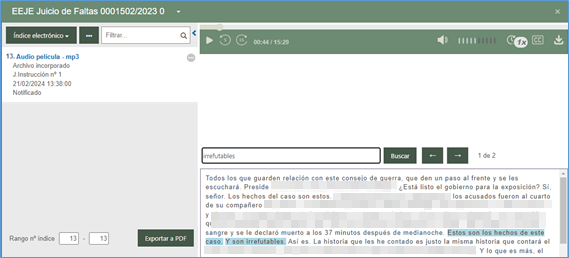 EEJE Juicio de Faltas 0001502/2023 0
Índice electrónico
Filtrar...
13. Audio película - mp3
Archivo incorporado
J.Instrucción nº 1
21/02/2024 13:38:00
Notificado
Rango nº índice 13 - 13
Exportar a PDF
5 15
00:44 / 15:29
1x
CC
irrefutables
Buscar
1 de 2
Todos los que guarden relación con este consejo de guerra, que den un paso al frente y se les
escuchará. Preside ¿Está listo el gobierno para la exposición? Sí,
señor. Los hechos del caso son estos. los acusados fueron al cuarto
de su compañero
y
qu
sangre y se le declaró muerto a los 37 minutos después de medianoche. Estos son los hechos de este
caso. Y son irrefutables. Así es. La historia que les he contado es justo la misma historia que contará el
Y lo que es más, el